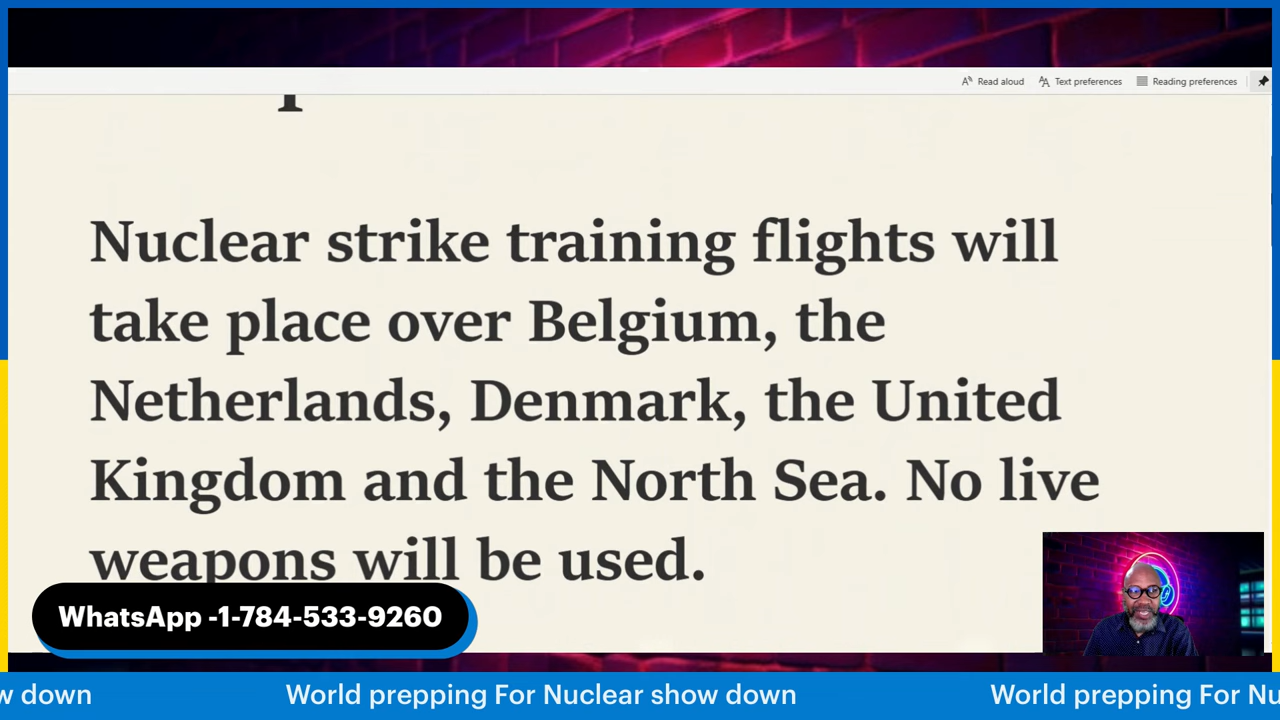 Read aloud Text preferences Reading preferences
Nuclear strike training flights will
take place over Belgium, the
Netherlands, Denmark, the United
Kingdom and the North Sea. No live
weapons will be used.
WhatsApp -1-784-533-9260
w down World prepping For Nuclear show down World prepping For Nu